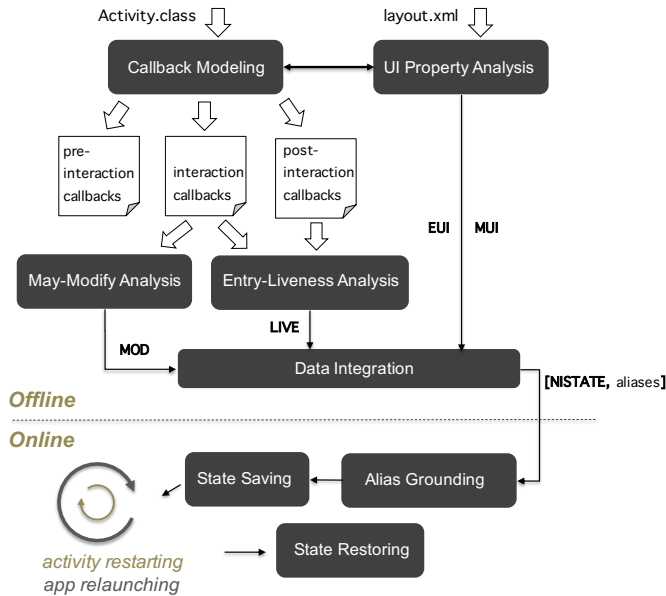 Activity.class
layout.xml
Callback Modeling
UI Property Analysis
pre-
interaction
callbacks
interaction
callbacks
post-
interaction
callbacks
EUI
MUI
May-Modify Analysis
Entry-Liveness Analysis
LIVE
MOD
Data Integration
[NISTATE, aliases]
Offline
Online
State Saving
Alias Grounding
State Restoring
activity restarting
app relaunching